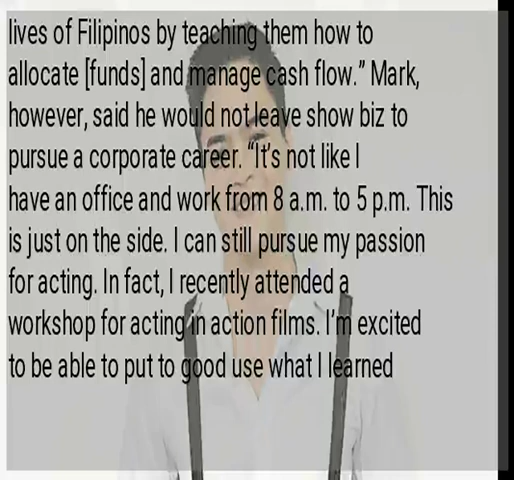 lives of Filipinos by teaching them how to
allocate [funds] and manage cash flow.” Mark,
however, said he would not leave show biz to
pursue a corporate career. “It’s not like I
have an office and work from 8 a.m. to 5 p.m. This
is just on the side. I can still pursue my passion
for acting. In fact, I recently attended a
workshop for acting in action films. I’m excited
to be able to put to good use what I learned